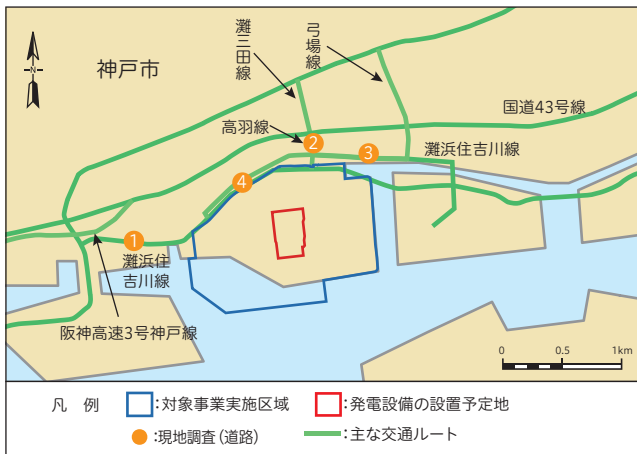 N
神戸市
灘三田線
弓場線
国道43号線
高羽線
2
灘浜住吉川線
3
4
1
灘浜住
吉川線
阪神高速3号神戸線
0 0.5 1km
凡 例
:対象事業実施区域
:発電設備の設置予定地
:現地調査(道路)
:主な交通ルート